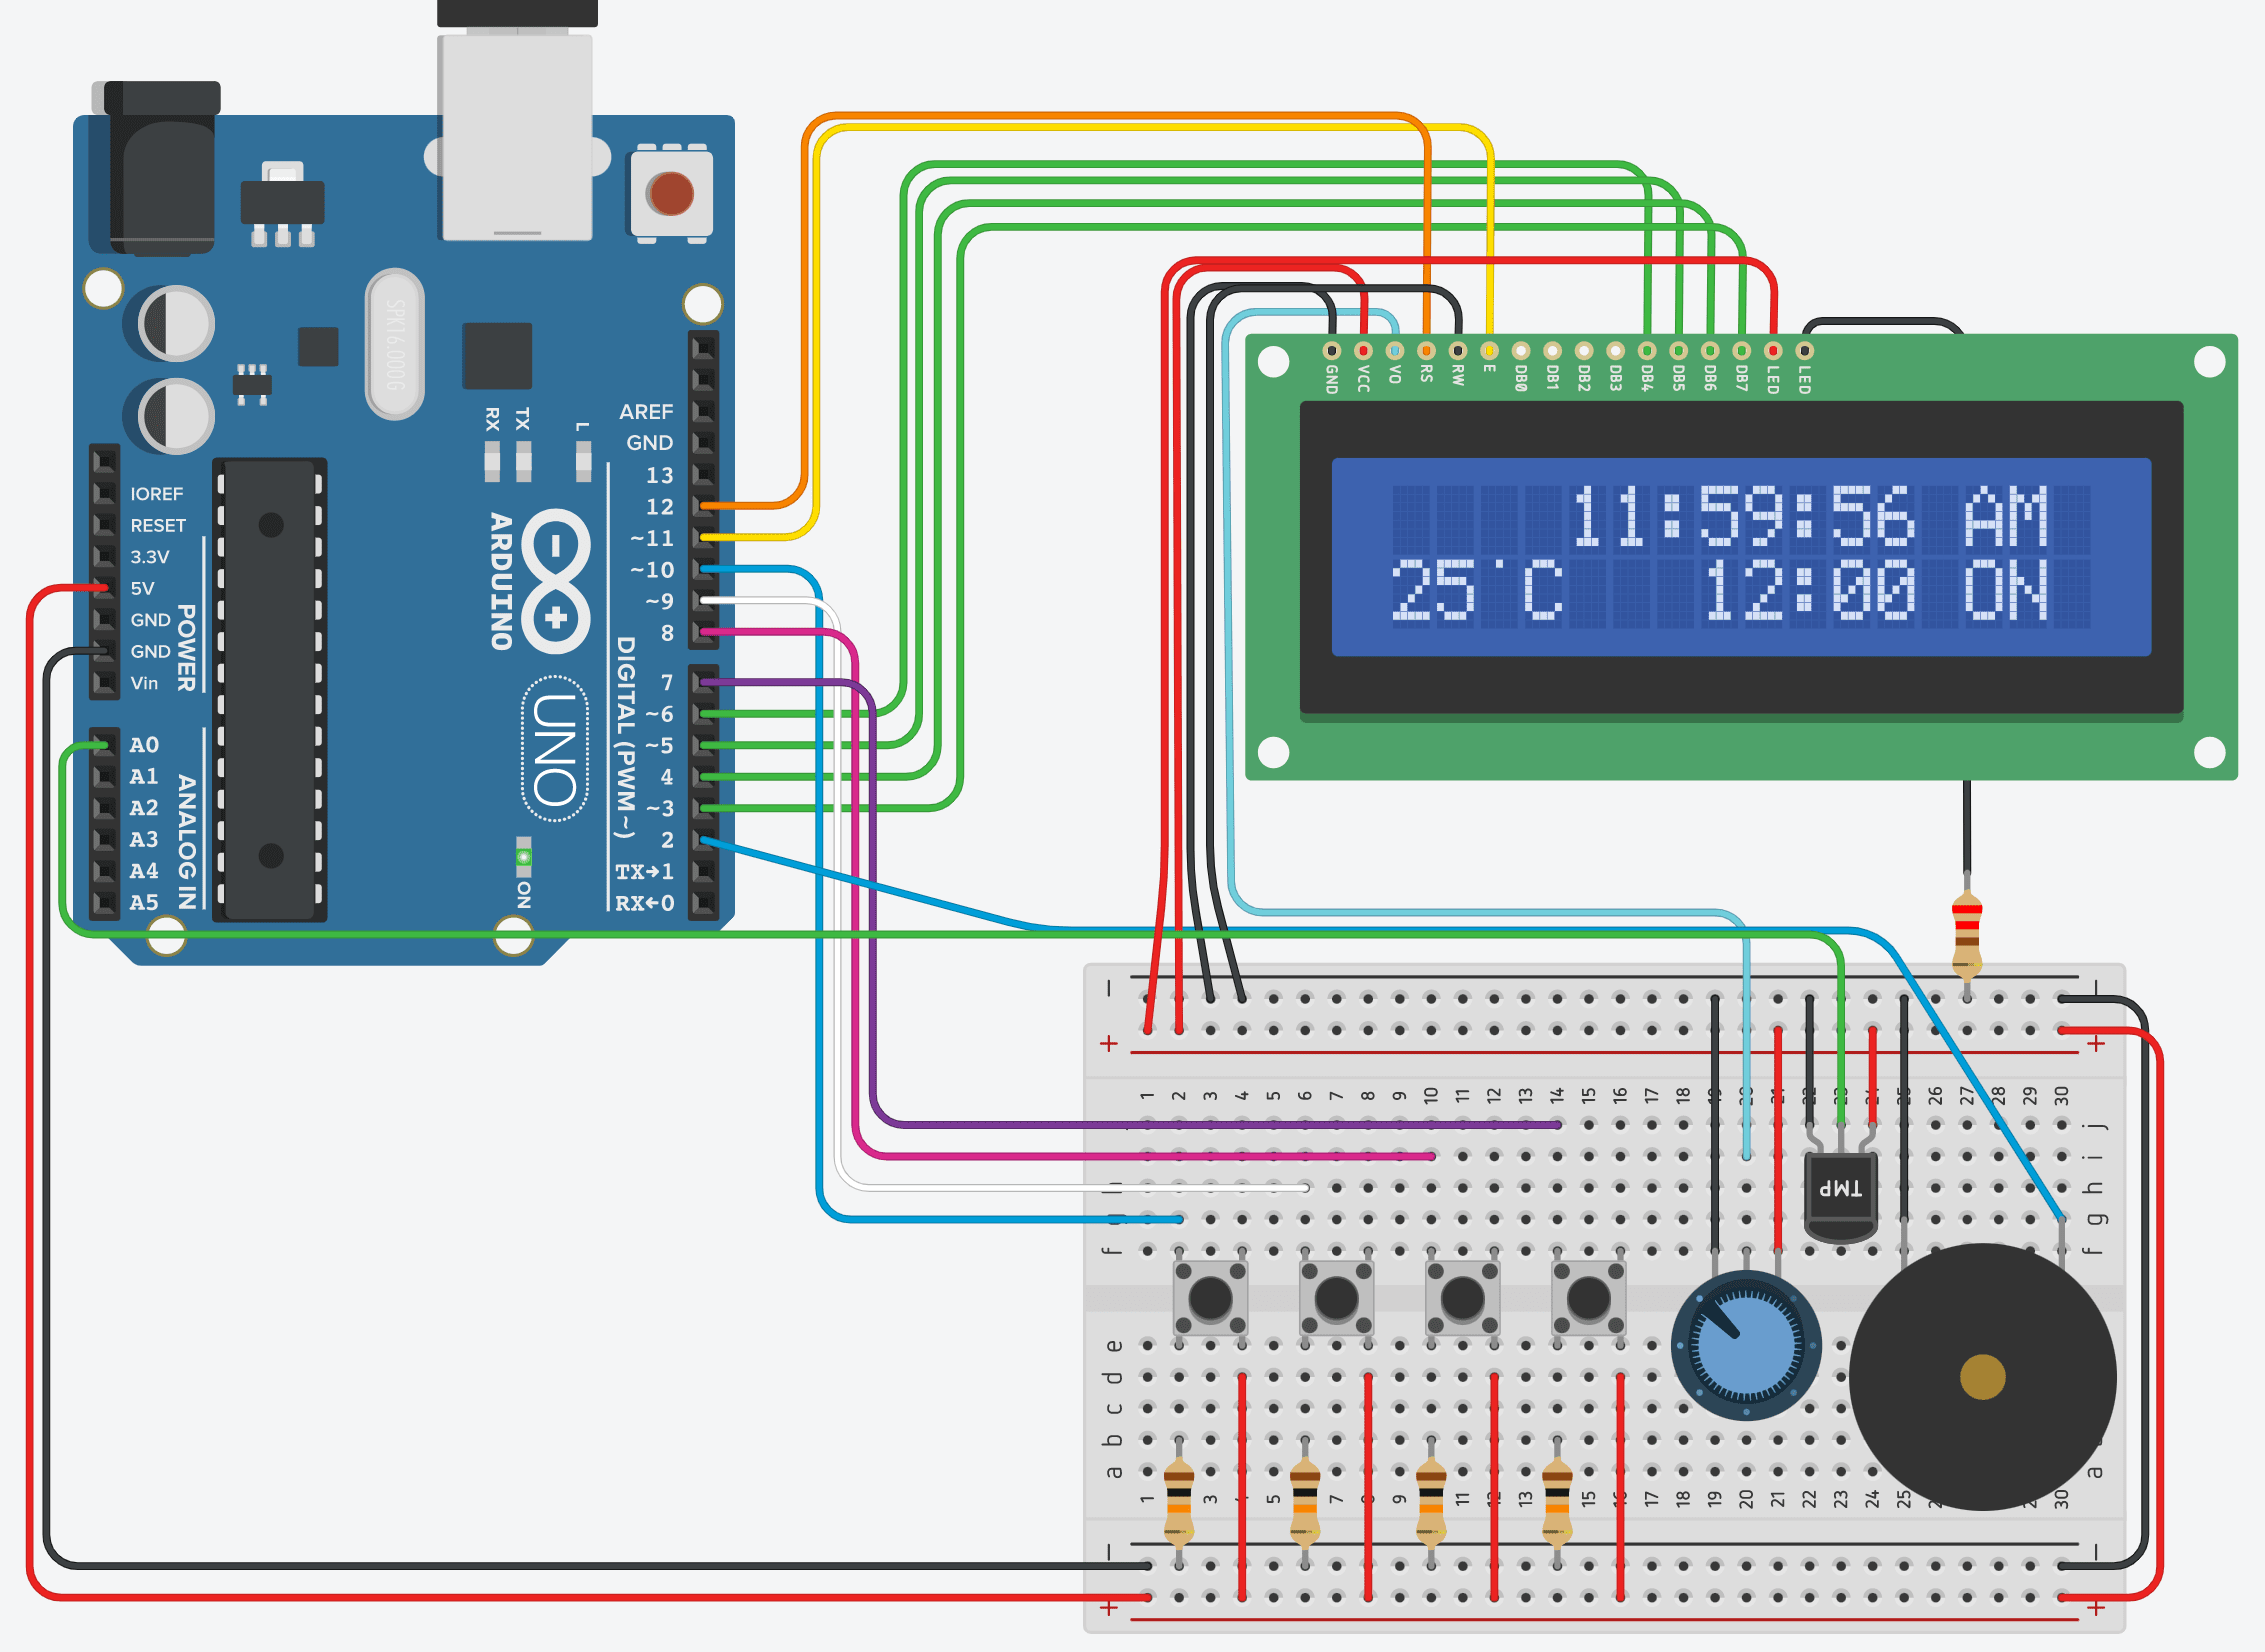 SPK16.000G
RX
TX
L
AREF
GND
13
12
~11
~10
~9
8
7
~6
~5
4
~3
2
TX→1
RX←0
DIGITAL (PWM ~)
ARDUINO
UNO
ON
IOREF
RESET
3.3V
5V
GND
GND
Vin
POWER
A0
A1
A2
A3
A4
A5
ANALOG IN
GND VCC VO RS RW E DB0 DB1 DB2 DB3 DB4 DB5 DB6 DB7 LED LED
11:59:56 AM
25'C 12:00 ON
- -
+ +
1 2 3 4 5 6 7 8 9 10 11 12 13 14 15 16 17 18 19 20 21 22 23 24 25 26 27 28 29 30
j
i
TMP
h h
g g
f f
e
d
c
b
a a
1 3 5 7 9 11 13 15 17 18 19 20 21 22 23 24 25 30
- -
+ +